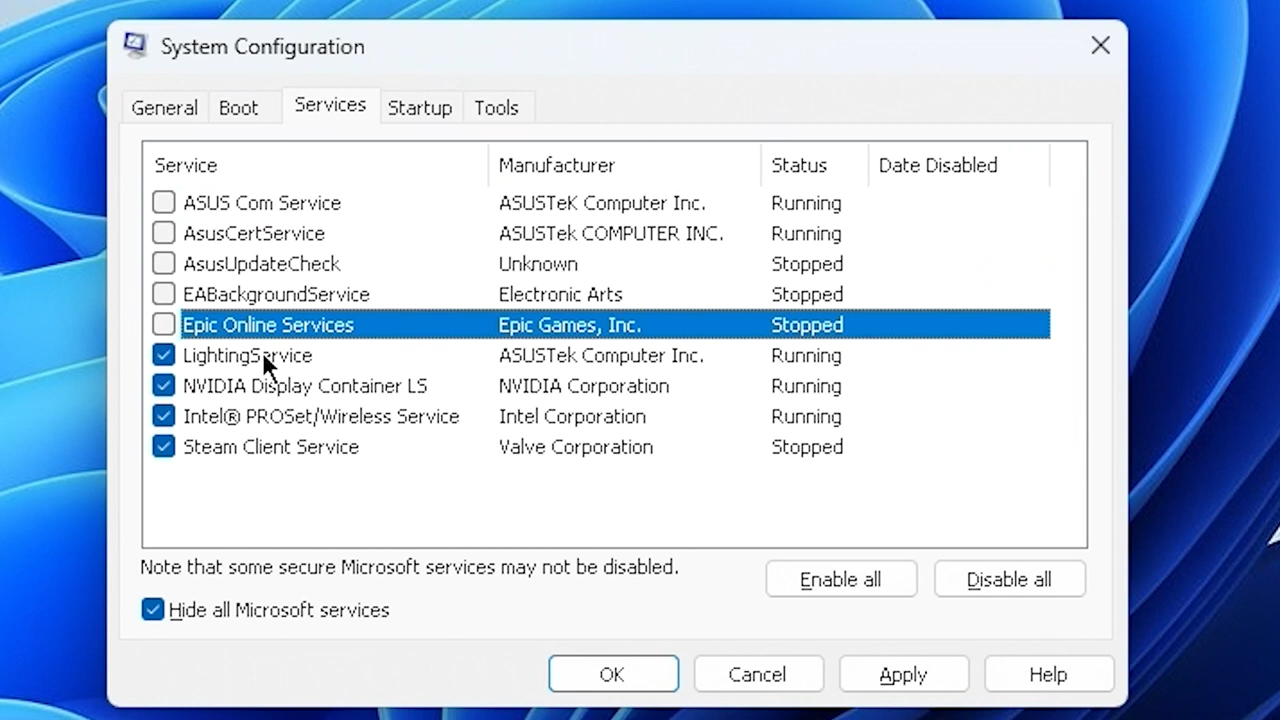 System Configuration
General Boot Services Startup Tools
Service Manufacturer Status Date Disabled
ASUS Com Service ASUSTeK Computer Inc. Running
AsusCertService ASUSTek COMPUTER INC. Running
AsusUpdateCheck Unknown Stopped
EABackgroundService Electronic Arts Stopped
Epic Online Services Epic Games, Inc. Stopped
LightingService ASUSTek Computer Inc. Running
NVIDIA Display Container LS NVIDIA Corporation Running
Intel® PROSet/Wireless Service Intel Corporation Running
Steam Client Service Valve Corporation Stopped
Note that some secure Microsoft services may not be disabled.
Enable all Disable all
Hide all Microsoft services
OK Cancel Apply Help